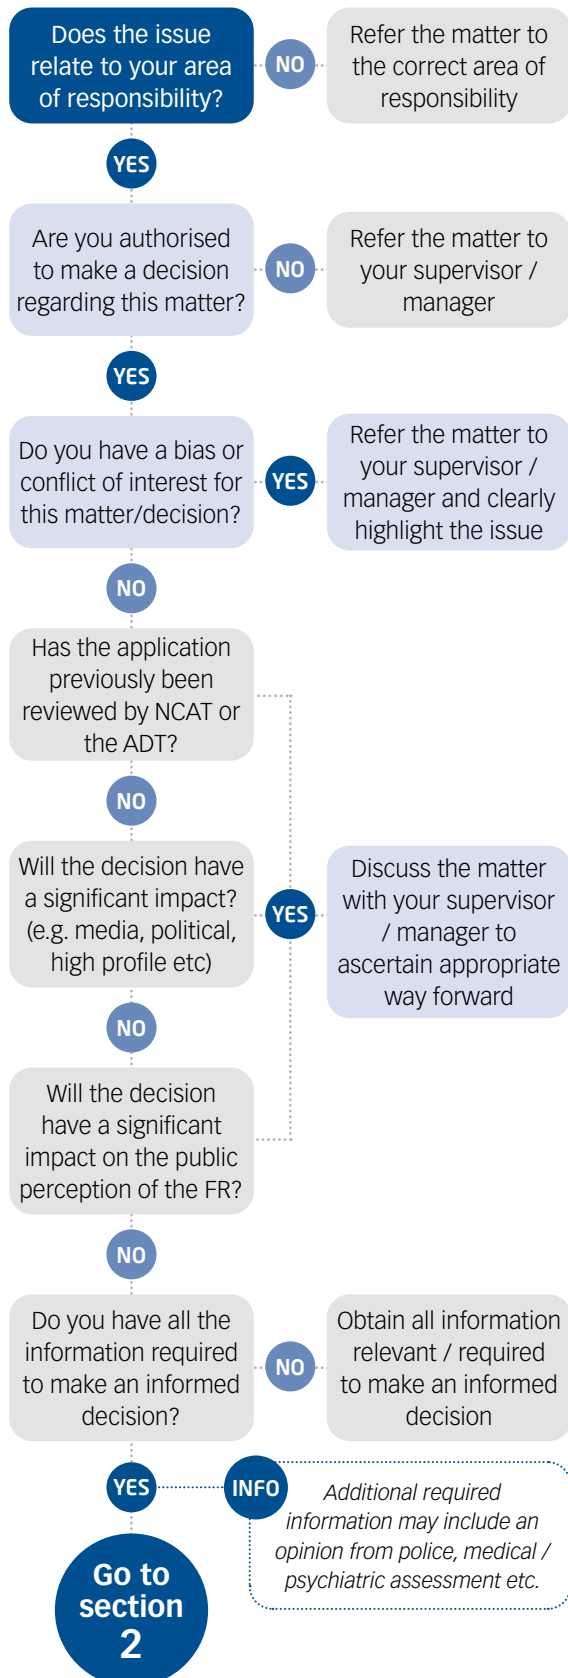 Does the issue
relate to your area
of responsibility?
NO
Refer the matter to
the correct area of
responsibility
YES
Are you authorised
to make a decision
regarding this matter?
NO
Refer the matter to
your supervisor /
manager
YES
Do you have a bias or
conflict of interest for
this matter/decision?
YES
Refer the matter to
your supervisor /
manager and clearly
highlight the issue
NO
Has the application
previously been
reviewed by NCAT or
the ADT?
NO
Will the decision have
a significant impact?
(e.g. media, political,
high profile etc)
YES
Discuss the matter
with your supervisor
/ manager to
ascertain appropriate
way forward
NO
Will the decision
have a significant
impact on the public
perception of the FR?
NO
Do you have all the
information required
to make an informed
decision?
NO
Obtain all information
relevant / required
to make an informed
decision
YES
INFO
Additional required
information may include an
opinion from police, medical /
psychiatric assessment etc.
Go to
section
2